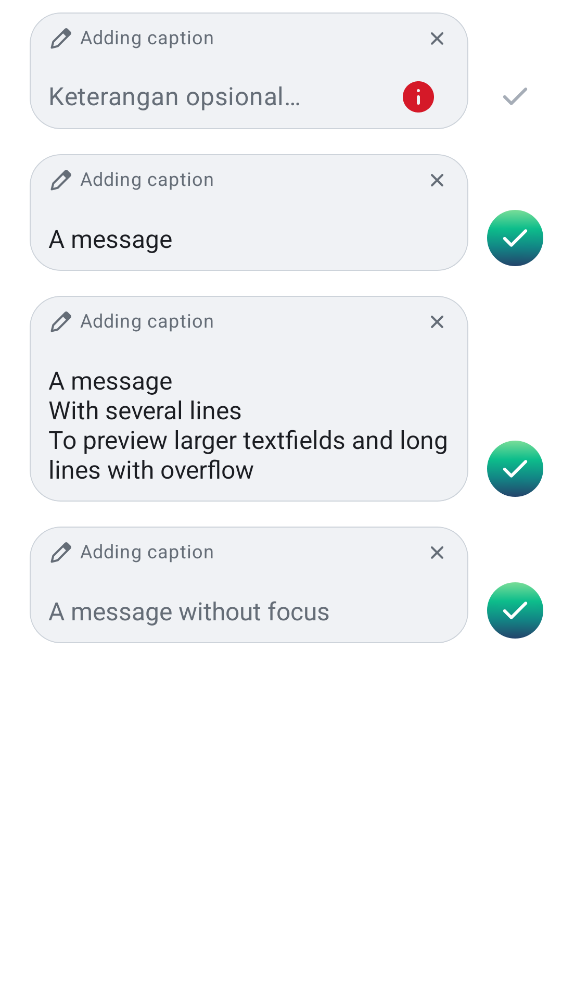 Adding caption
Keterangan opsional…
Adding caption
A message
Adding caption
A message
With several lines
To preview larger textfields and long
lines with overflow
Adding caption
A message without focus